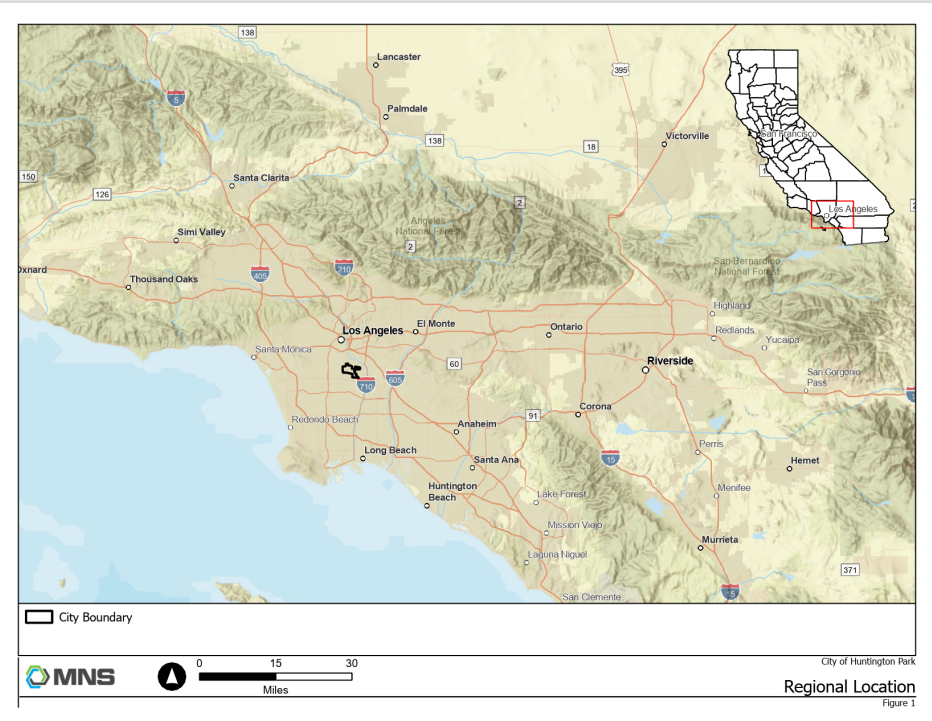 138
Lancaster
395
5
Palmdale
San Francisco
138
Victorville
18
150
Santa Clarita
126
2
Los Angeles
Angeles
National Forest
Simi Valley
2
San Bernardino
National Forest
Oxnard
405
210
Thousand Oaks
Highland
El Monte
Ontario
Los Angeles
Redlands
Yucaipa
Santa Monica
60
Riverside
San Gorgonio
Pass
710
605
Corona
91
Redondo Beach
Anaheim
Perris
Long Beach
15
Santa Ana
Hemet
Huntington
Beach
Lake Forest
Menifee
Mission Viejo
Murrieta
Laguna Niguel
371
15
San Clemente
City Boundary
MNS
0 15 30
Miles
City of Huntington Park
Regional Location
Figure 1